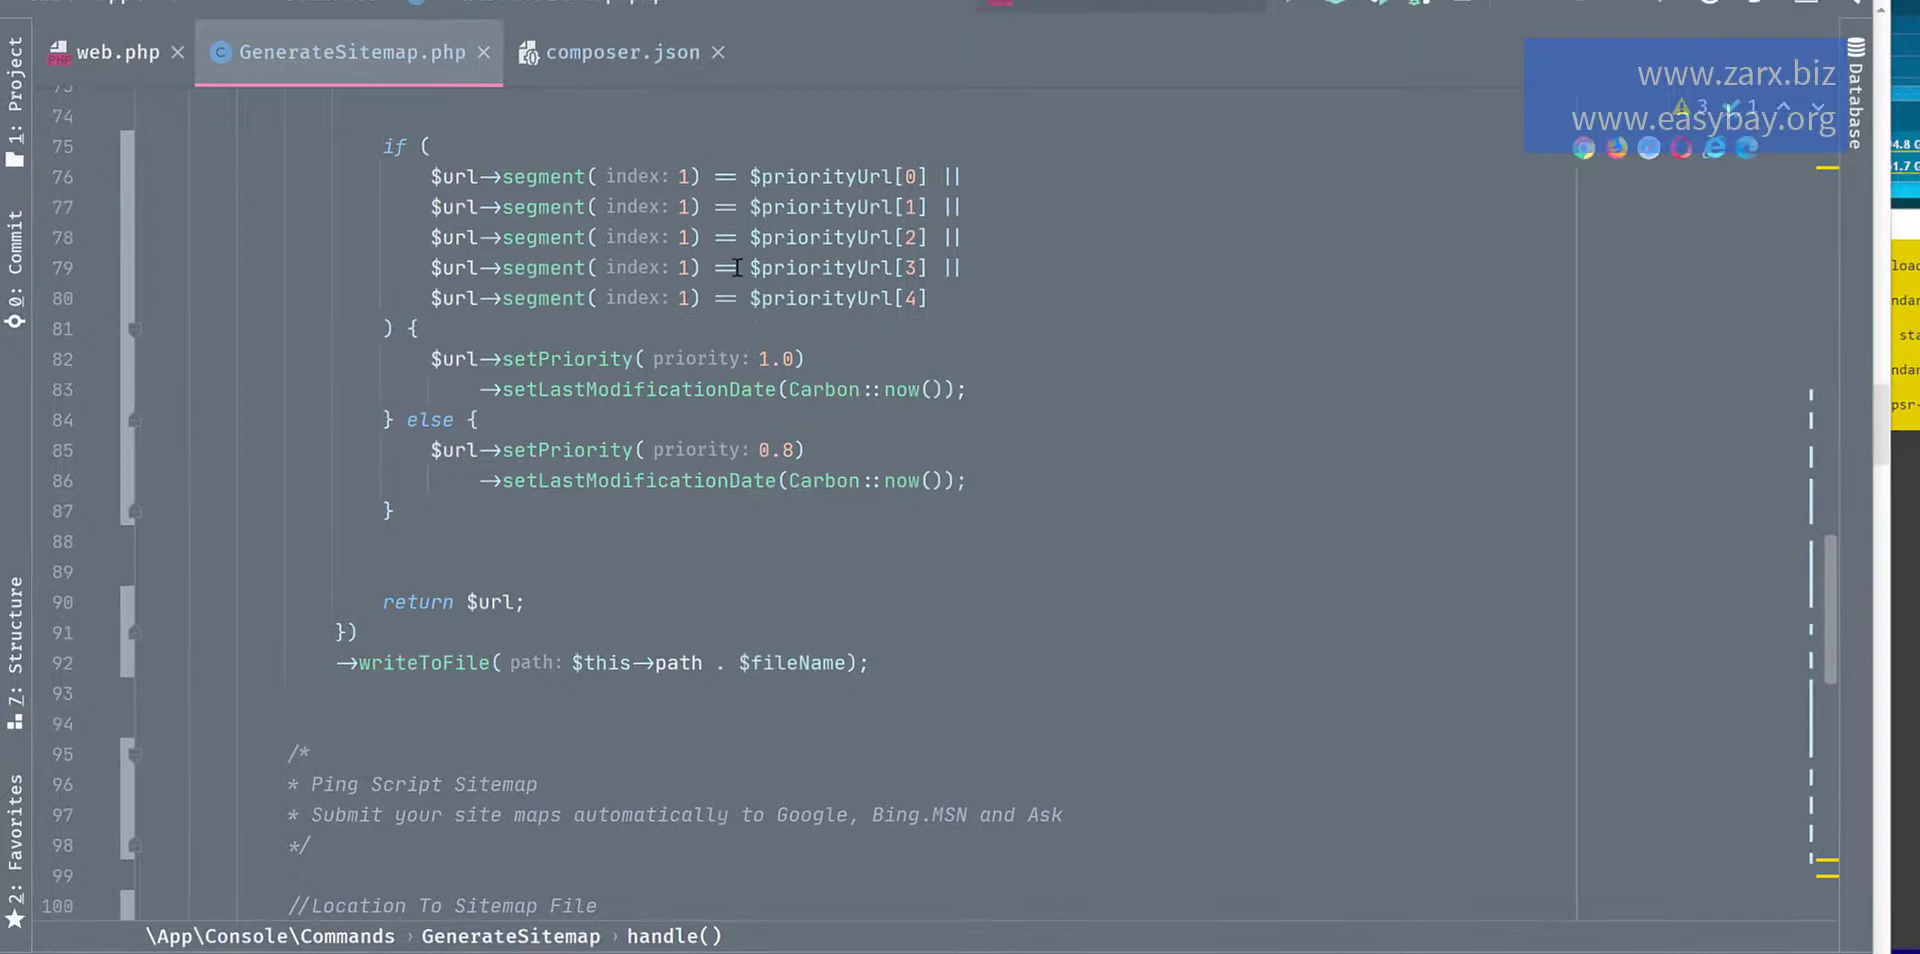 web.php
GenerateSitemap.php
composer.json
www.zarx.biz
www.easybay.org
3 1
1: Project
0: Commit
7: Structure
2: Favorites
Database
74
75 if (
76 $url->segment( index: 1) == $priorityUrl[0] ||
77 $url->segment( index: 1) == $priorityUrl[1] ||
78 $url->segment( index: 1) == $priorityUrl[2] ||
79 $url->segment( index: 1) == $priorityUrl[3] ||
80 $url->segment( index: 1) == $priorityUrl[4]
81 ) {
82 $url->setPriority( priority: 1.0)
83 ->setLastModificationDate(Carbon::now());
84 } else {
85 $url->setPriority( priority: 0.8)
86 ->setLastModificationDate(Carbon::now());
87 }
88
89
90 return $url;
91 })
92 ->writeToFile( path: $this->path . $fileName);
93
94
95 /*
96 * Ping Script Sitemap
97 * Submit your site maps automatically to Google, Bing.MSN and Ask
98 */
99
100 //Location To Sitemap File
\App\Console\Commands › GenerateSitemap › handle()